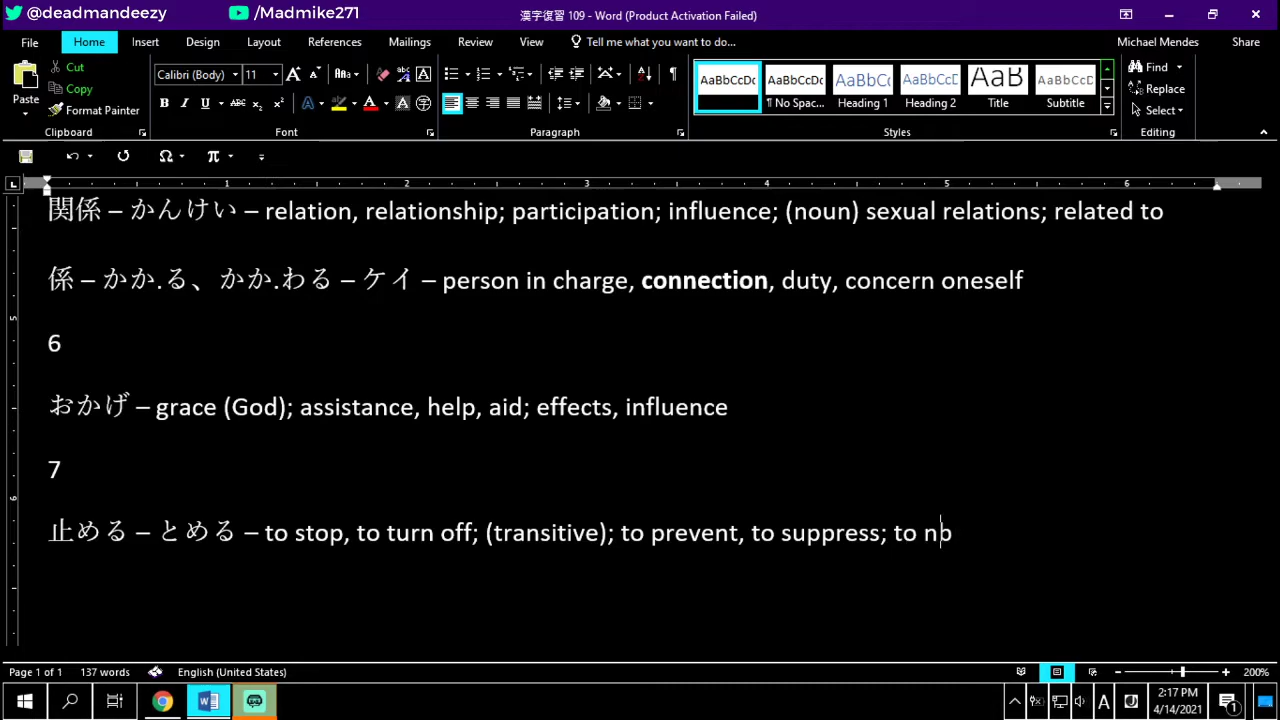 @deadmandeezy /Madmike271 漢字復習 109 - Word (Product Activation Failed)
File Home Insert Design Layout References Mailings Review View Tell me what you want to do... Michael Mendes Share
Paste Cut Copy Format Painter Clipboard
Calibri (Body) 11 Font
Paragraph
AaBbCcDc AaBbCcDc AaBbCc AaBbCcD AaB AaBbCcD
¶ No Spac... Heading 1 Heading 2 Title Subtitle Styles
Find Replace Select Editing
1 2 3 4 5 6
関係 – かんけい – relation, relationship; participation; influence; (noun) sexual relations; related to
係 – かか.る、かか.わる – ケイ – person in charge, connection, duty, concern oneself
6
おかげ – grace (God); assistance, help, aid; effects, influence
7
止める – とめる – to stop, to turn off; (transitive); to prevent, to suppress; to nb
Page 1 of 1 137 words English (United States) 200%
2:17 PM
4/14/2021